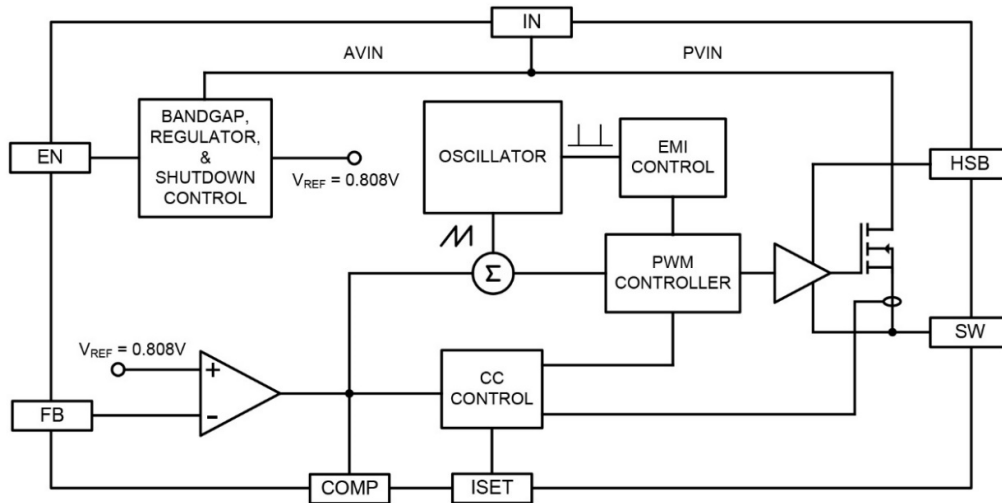 IN
AVIN
PVIN
BANDGAP,
REGULATOR,
&
SHUTDOWN
CONTROL
OSCILLATOR
EMI
CONTROL
EN
HSB
VREF = 0.808V
Σ
PWM
CONTROLLER
SW
VREF = 0.808V
+
-
CC
CONTROL
FB
COMP
ISET